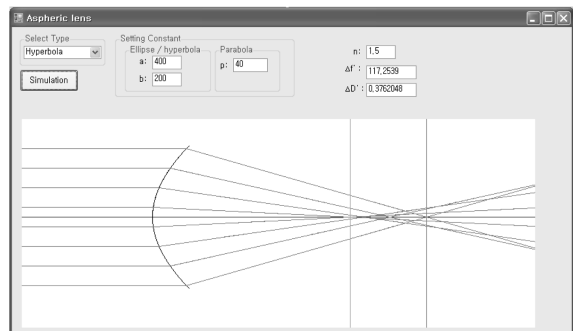 Aspheric lens
Select Type
Hyperbola
Simulation
Setting Constant
Ellipse / hyperbola
a: 400
b: 200
Parabola
p: 40
n: 1,5
Δf': 117,2539
ΔD': 0,3762048